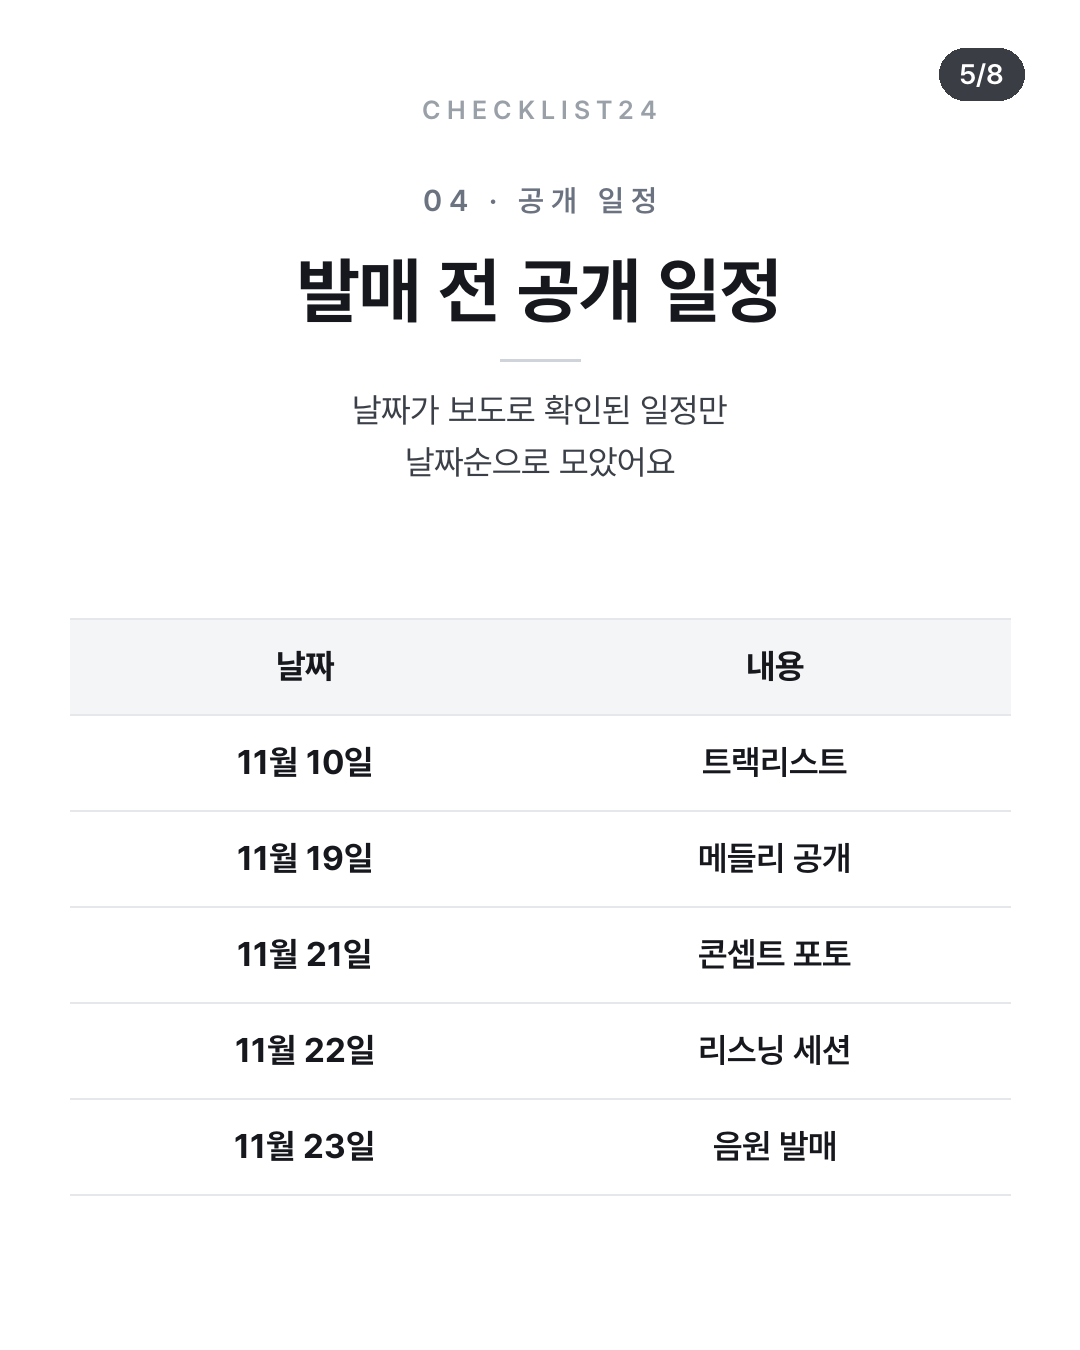 5/8
CHECKLIST24
04 · 공개 일정
발매 전 공개 일정
날짜가 보도로 확인된 일정만
날짜순으로 모았어요
날짜 내용
11월 10일 트랙리스트
11월 19일 메들리 공개
11월 21일 콘셉트 포토
11월 22일 리스닝 세션
11월 23일 음원 발매